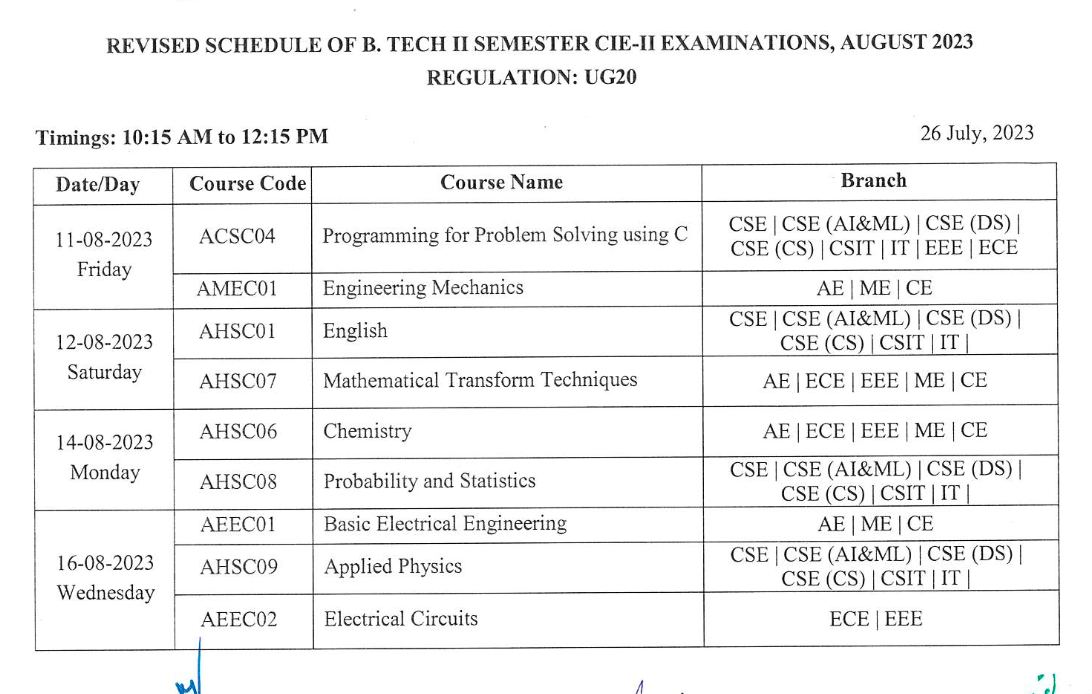 REVISED SCHEDULE OF B. TECH II SEMESTER CIE-II EXAMINATIONS, AUGUST 2023
REGULATION: UG20
Timings: 10:15 AM to 12:15 PM
26 July, 2023
Date/Day Course Code Course Name Branch
11-08-2023
Friday
ACSC04 Programming for Problem Solving using C
CSE | CSE (AI&ML) | CSE (DS) |
CSE (CS) | CSIT | IT | EEE | ECE
AMEC01 Engineering Mechanics AE | ME | CE
12-08-2023
Saturday
AHSC01 English
CSE | CSE (AI&ML) | CSE (DS) |
CSE (CS) | CSIT | IT |
AHSC07 Mathematical Transform Techniques AE | ECE | EEE | ME | CE
14-08-2023
Monday
AHSC06 Chemistry AE | ECE | EEE | ME | CE
AHSC08 Probability and Statistics
CSE | CSE (AI&ML) | CSE (DS) |
CSE (CS) | CSIT | IT |
16-08-2023
Wednesday
AEEC01 Basic Electrical Engineering AE | ME | CE
AHSC09 Applied Physics
CSE | CSE (AI&ML) | CSE (DS) |
CSE (CS) | CSIT | IT |
AEEC02 Electrical Circuits ECE | EEE